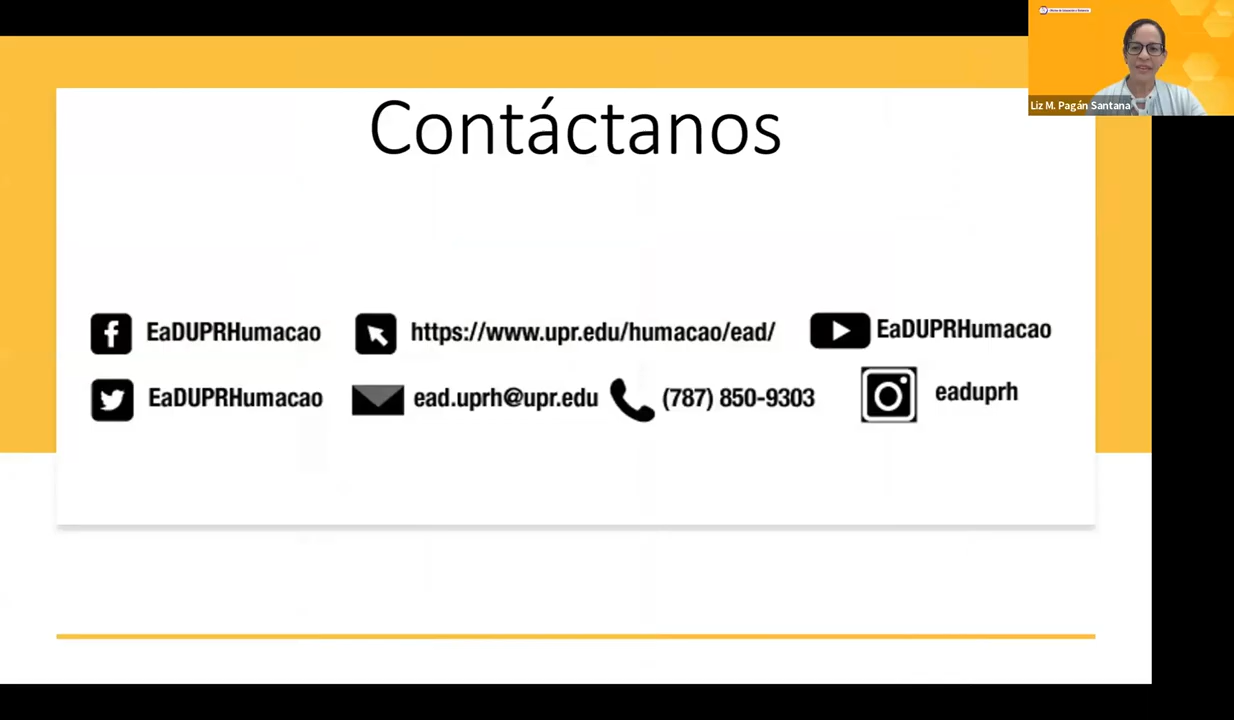 Liz M. Pagán Santana
Contáctanos
EaDUPRHumacao
https://www.upr.edu/humacao/ead/
EaDUPRHumacao
EaDUPRHumacao
ead.uprh@upr.edu
(787) 850-9303
eaduprh